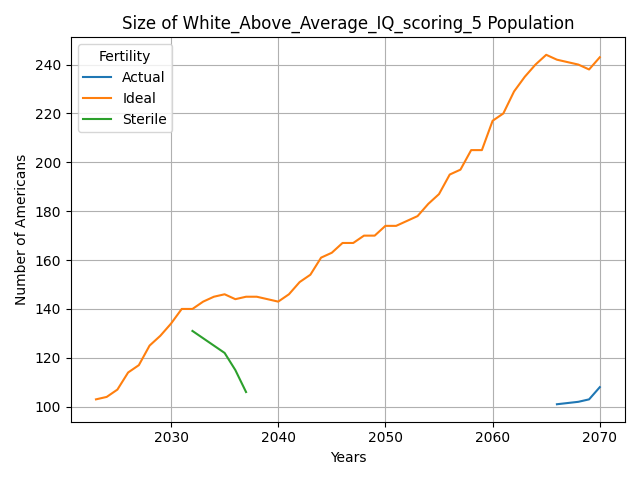 Size of White_Above_Average_IQ_scoring_5 Population
Fertility
Actual
Ideal
Sterile
Number of Americans
240
220
200
180
160
140
120
100
2030
2040
2050
2060
2070
Years